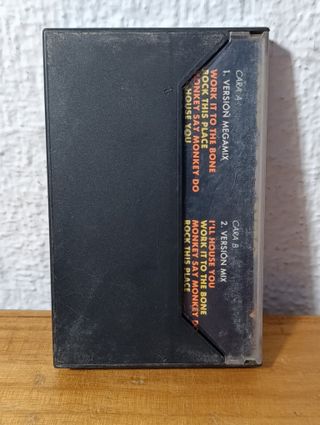 CARA A:
1. VERSION MEGAMIX
WORK IT TO THE BONE
ROCK THIS PLACE
MONKEY SAY MONKEY DO
HOUSE YOU
CARA B:
2. VERSION MIX
I'LL HOUSE YOU
WORK IT TO THE BONE
MONKEY SAY MONKEY D
ROCK THIS PLACE